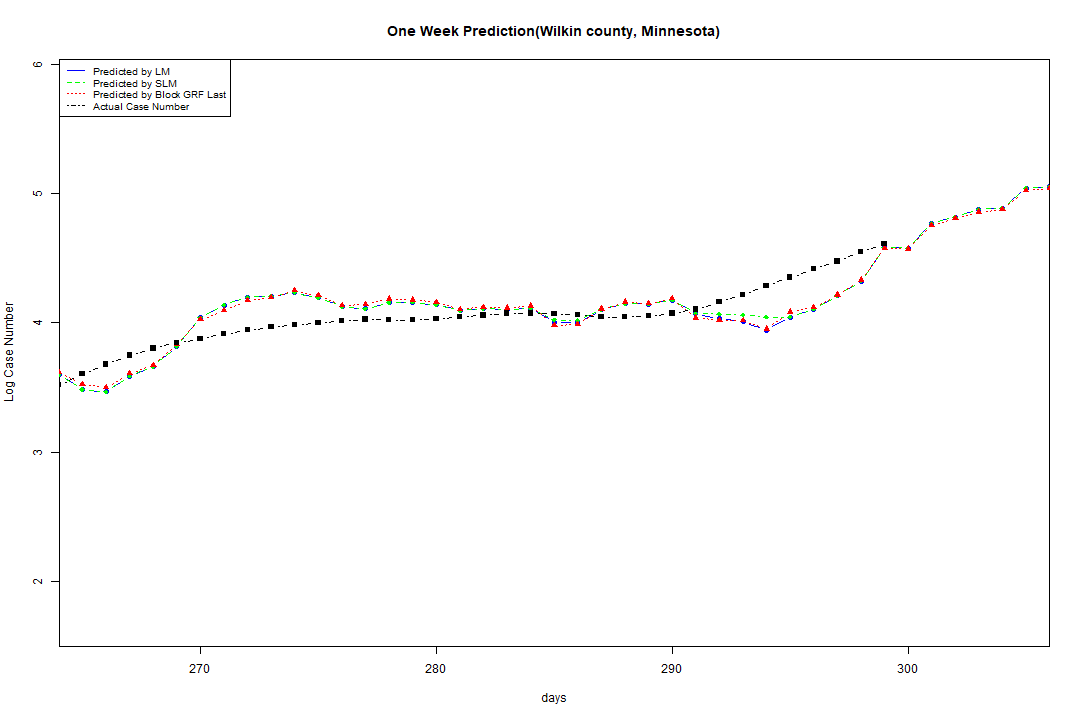 One Week Prediction(Wilkin county, Minnesota)
Predicted by LM
Predicted by SLM
Predicted by Block GRF Last
Actual Case Number
6
5
4
3
2
Log Case Number
270 280 290 300
days